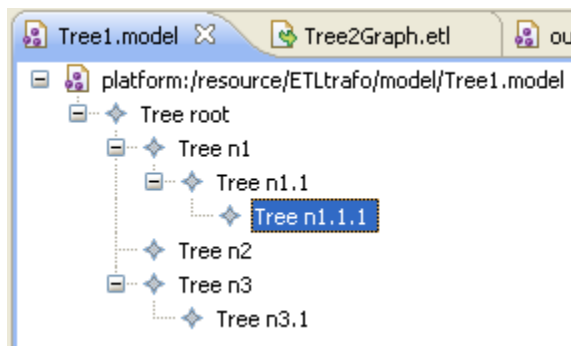 Tree1.model Tree2Graph.etl ou
platform:/resource/ETLtrafo/model/Tree1.model
Tree root
Tree n1
Tree n1.1
Tree n1.1.1
Tree n2
Tree n3
Tree n3.1